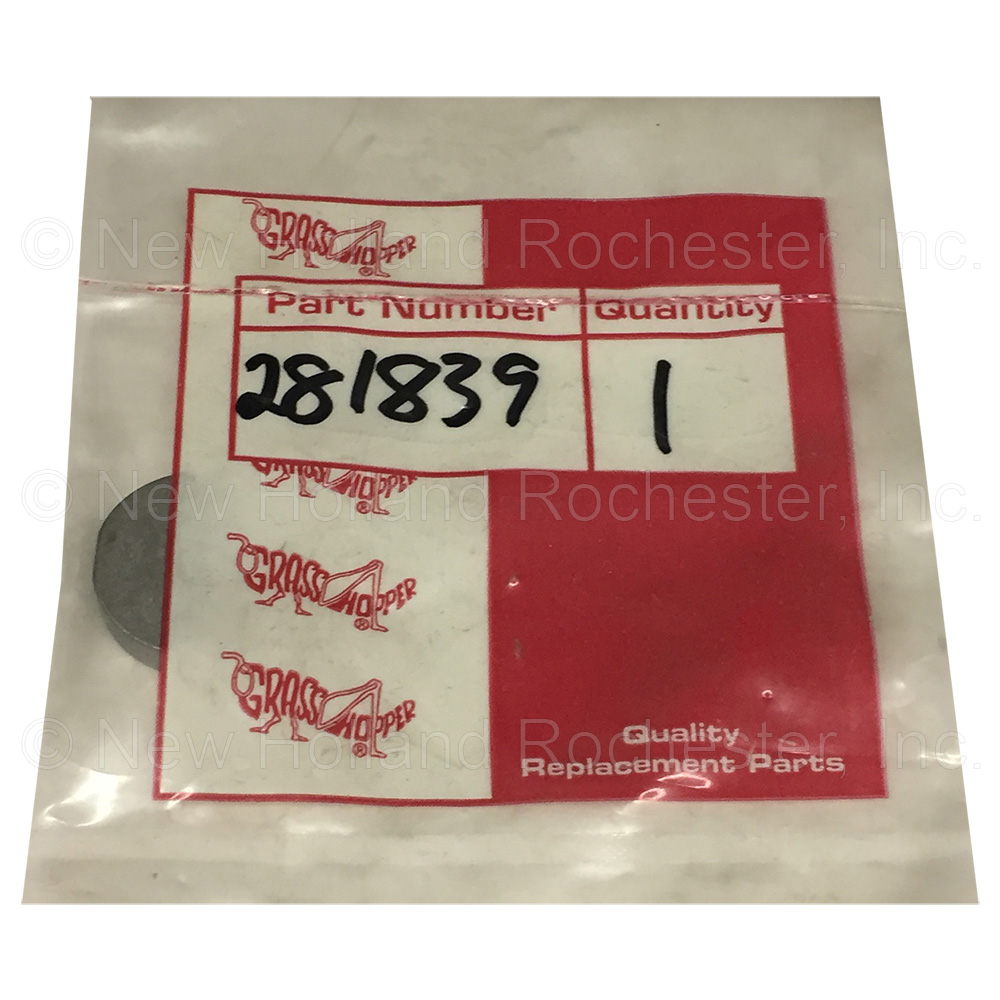 GRASSHOPPER®
© New Holland Rochester, Inc.
Part Number Quantity
281839 1
GRASSHOPPER®
© New Holland Rochester, Inc.
GRASSHOPPER®
GRASSHOPPER®
© New Holland Rochester, Inc.
Quality
Replacement Parts